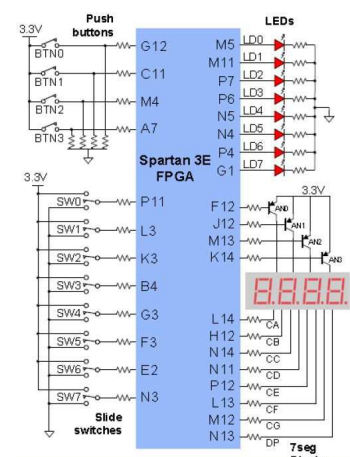 Push
buttons
LEDs
3.3V
BTN0
BTN1
BTN2
BTN3
G12
C11
M4
A7
Spartan 3E
FPGA
M5 LD0
M11 LD1
P7 LD2
P6 LD3
N5 LD4
N4 LD5
P4 LD6
G1 LD7
3.3V
SW0 P11
SW1 L3
SW2 K3
SW3 B4
SW4 G3
SW5 F3
SW6 E2
SW7 N3
Slide
switches
3.3V
F12 AN0
J12 AN1
M13 AN2
K14 AN3
8.8.8.8.
L14 CA
H12 CB
N14 CC
N11 CD
P12 CE
L13 CF
M12 CG
N13 DP
7seg